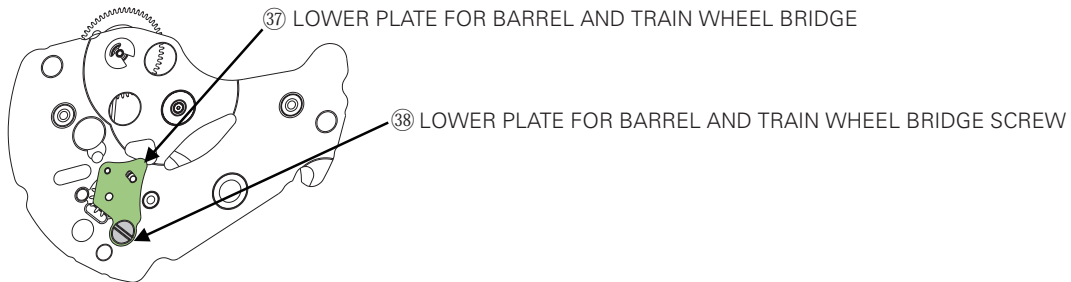 ㊲ LOWER PLATE FOR BARREL AND TRAIN WHEEL BRIDGE
㊳ LOWER PLATE FOR BARREL AND TRAIN WHEEL BRIDGE SCREW